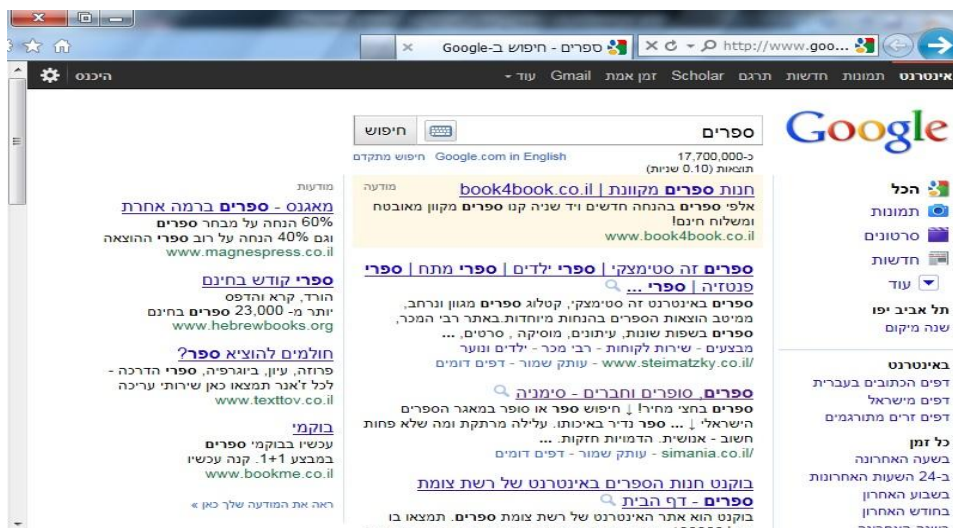 ספרים - חיפוש ב-Google
http://www.goo...
אינטרנט תמונות חדשות תרגם Scholar זמן אמת Gmail עוד
היכנס
Google
ספרים
חיפוש
כ-17,700,000
תוצאות (0.10 שניות)
Google.com in English
חיפוש מתקדם
הכל
תמונות
סרטונים
חדשות
עוד
תל אביב יפו
שנה מיקום
באינטרנט
דפים הכתובים בעברית
דפים מישראל
דפים זרים מתורגמים
כל זמן
בשעה האחרונה
ב-24 השעות האחרונות
בשבוע האחרון
בחודש האחרון
חנות ספרים מקוונת | book4book.co.il
מודעה
אלפי ספרים בהנחה חדשים ויד שניה קנו ספרים מקוון מאובטח
ומשלוח חינם!
www.book4book.co.il
ספרים זה סטימצקי | ספרי ילדים | ספרי מתח | ספרי
פנטזיה | ספרי ...
ספרים באינטרנט זה סטימצקי, קטלוג ספרים מגוון ונרחב,
ממיטב הוצאות הספרים בהנחות מיוחדות.באתר רבי המכר,
ספרים בשפות שונות, עיתונים, מוסיקה , סרטים, ...
מבצעים - שירות לקוחות - רבי מכר - ילדים ונוער
www.steimatzky.co.il/ - עותק שמור - דפים דומים
ספרים, סופרים וחברים - סימניה
ספרים בחצי מחיר! ↓ חיפוש ספר או סופר במאגר הספרים
הישראלי ↓ ... ספר נדיר באיכותו. עלילה מרתקת ומה שלא פחות
חשוב - אנושית. הדמויות חזקות. ...
simania.co.il/ - עותק שמור - דפים דומים
בוקנט חנות הספרים באינטרנט של רשת צומת
ספרים - דף הבית
בוקנט הוא אתר האינטרנט של רשת צומת ספרים. תמצאו בו
מודעות
מאגנס - ספרים ברמה אחרת
60% הנחה על מבחר ספרים
וגם 40% הנחה על רוב ספרי ההוצאה
www.magnespress.co.il
ספרי קודש בחינם
הורד, קרא והדפס
יותר מ- 23,000 ספרים בחינם
www.hebrewbooks.org
חולמים להוציא ספר?
פרוזה, עיון, ביוגרפיה, ספרי הדרכה -
לכל ז'אנר תמצאו כאן שירותי עריכה
www.texttov.co.il
בוקמי
עכשיו בבוקמי ספרים
במבצע 1+1. קנה עכשיו
www.bookme.co.il
ראה את המודעה שלך כאן »